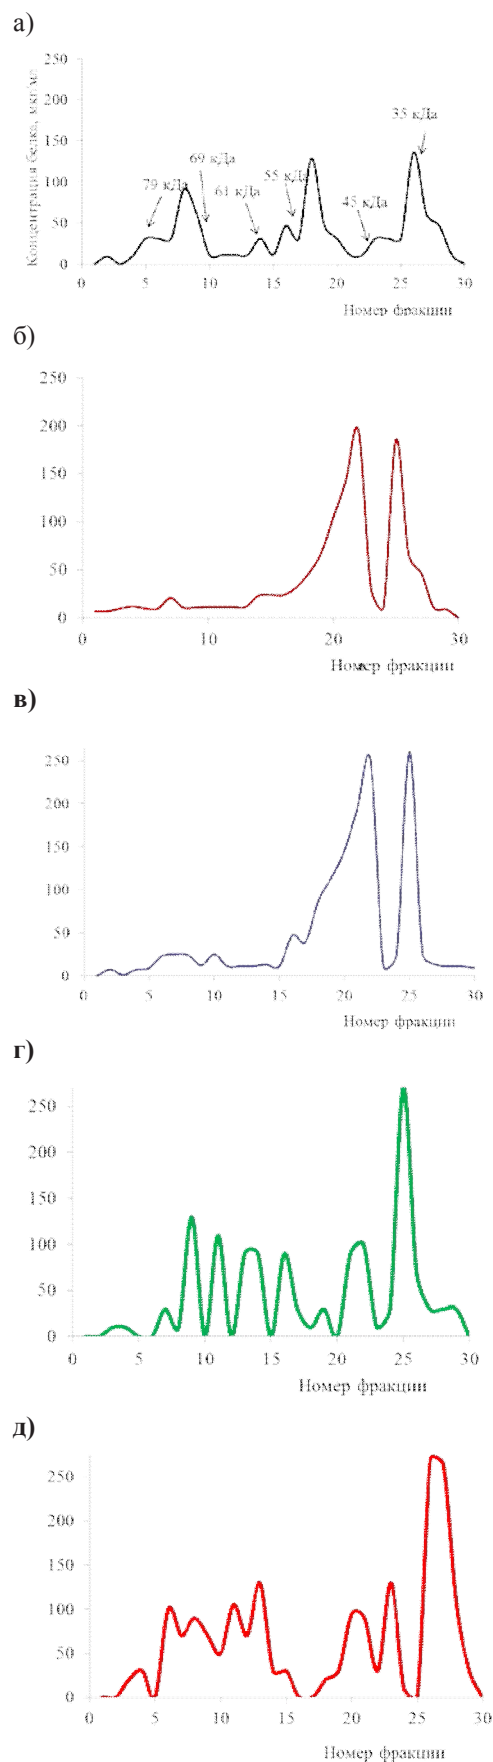 а)
Концентрация белка, мкг/мл
250
200
150
100
50
0
79 кДа
69 кДа
61 кДа
55 кДа
45 кДа
35 кДа
0 5 10 15 20 25 30
Номер фракции
б)
250
200
150
100
50
0
0 10 20 30
Номер фракции
в)
250
200
150
100
50
0
0 5 10 15 20 25 30
Номер фракции
г)
250
200
150
100
50
0
0 5 10 15 20 25 30
Номер фракции
д)
250
200
150
100
50
0
0 5 10 15 20 25 30
Номер фракции